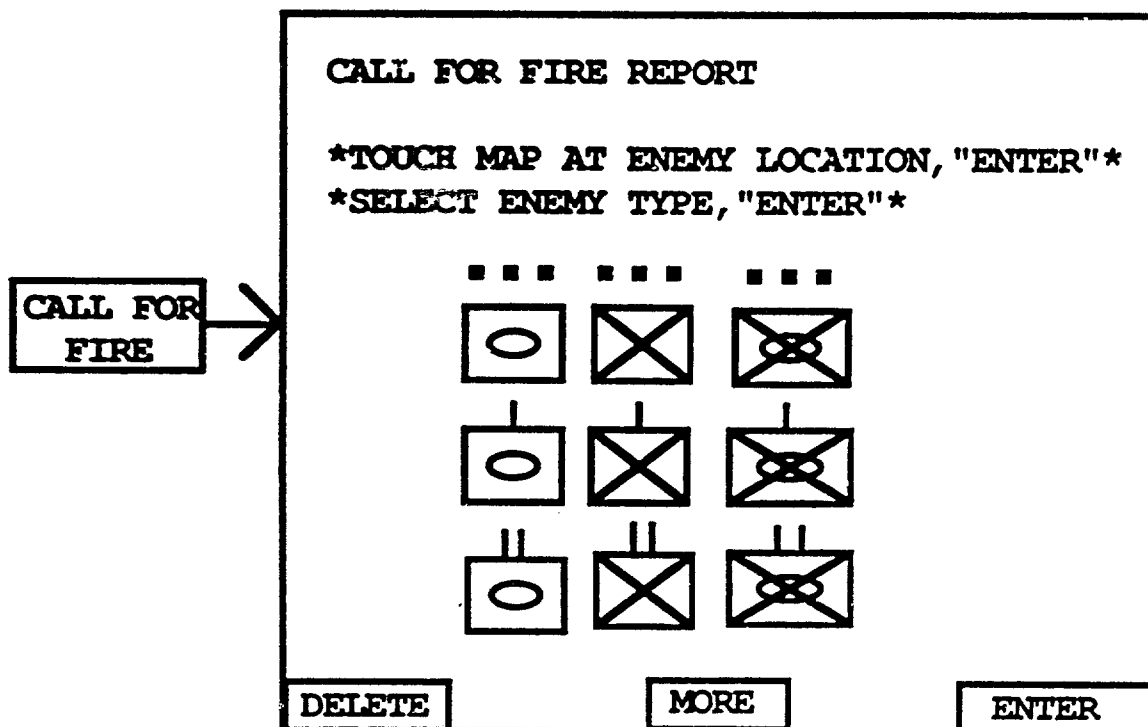 CALL FOR FIRE REPORT
*TOUCH MAP AT ENEMY LOCATION,"ENTER"*
*SELECT ENEMY TYPE,"ENTER"*
CALL FOR
FIRE
DELETE
MORE
ENTER